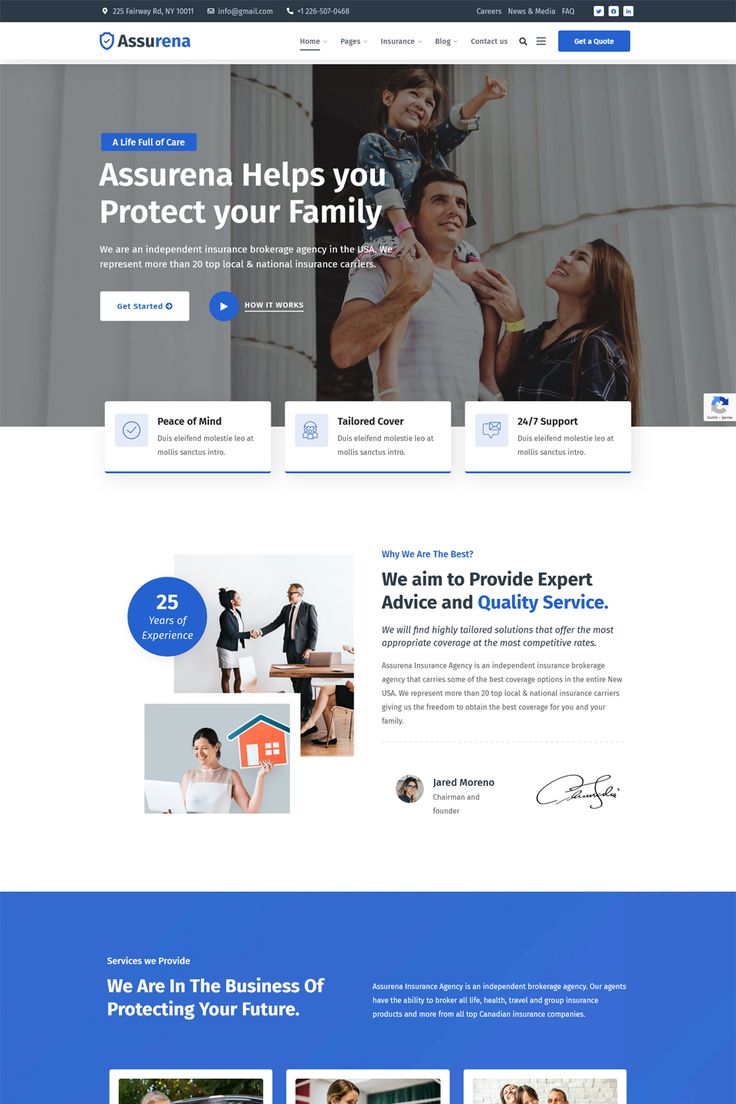 225 Fairway Rd, NY 10011 info@gmail.com +1 226-507-0468 Careers News & Media FAQ
Assurena Home Pages Insurance Blog Contact us Get a Quote
A Life Full of Care
Assurena Helps you
Protect your Family
We are an independent insurance brokerage agency in the USA. We
represent more than 20 top local & national insurance carriers.
Get Started HOW IT WORKS
Peace of Mind
Duis eleifend molestie leo at
mollis sanctus intro.
Tailored Cover
Duis eleifend molestie leo at
mollis sanctus intro.
24/7 Support
Duis eleifend molestie leo at
mollis sanctus intro.
25
Years of
Experience
Why We Are The Best?
We aim to Provide Expert
Advice and Quality Service.
We will find highly tailored solutions that offer the most
appropriate coverage at the most competitive rates.
Assurena Insurance Agency is an independent insurance brokerage
agency that carries some of the best coverage options in the entire New
USA. We represent more than 20 top local & national insurance carriers
giving us the freedom to obtain the best coverage for you and your
family.
Jared Moreno
Chairman and
founder
Services we Provide
We Are In The Business Of
Protecting Your Future.
Assurena Insurance Agency is an independent brokerage agency. Our agents
have the ability to broker all life, health, travel and group insurance
products and more from all top Canadian insurance companies.